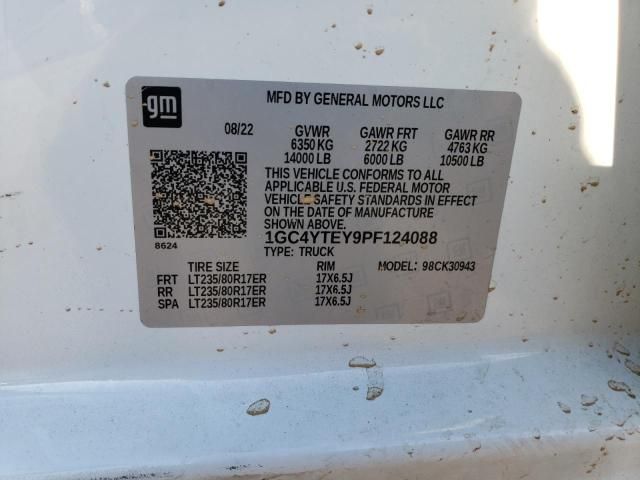 gm
MFD BY GENERAL MOTORS LLC
08/22 GVWR GAWR FRT GAWR RR
6350 KG 2722 KG 4763 KG
14000 LB 6000 LB 10500 LB
THIS VEHICLE CONFORMS TO ALL
APPLICABLE U.S. FEDERAL MOTOR
VEHICLE SAFETY STANDARDS IN EFFECT
ON THE DATE OF MANUFACTURE
SHOWN ABOVE.
1GC4YTEY9PF124088
8624
TYPE: TRUCK
TIRE SIZE RIM MODEL: 98CK30943
FRT LT235/80R17ER 17X6.5J
RR LT235/80R17ER 17X6.5J
SPA LT235/80R17ER 17X6.5J